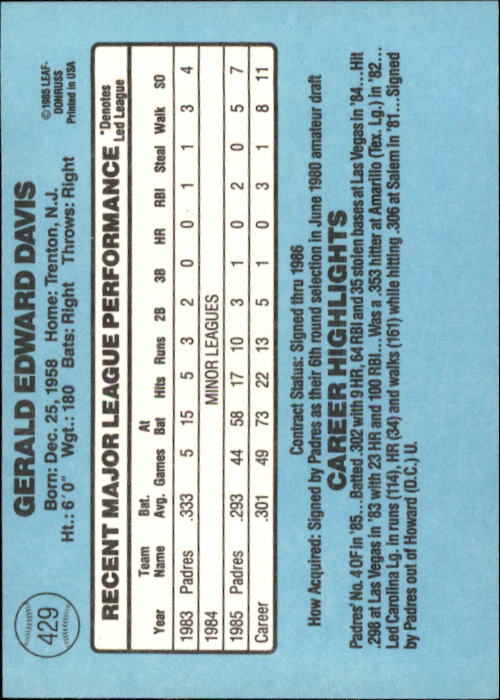 429
GERALD EDWARD DAVIS
Born: Dec. 25, 1958 Home: Trenton, N.J.
Ht.: 6'0" Wgt.: 180 Bats: Right Throws: Right
© 1985 LEAF-
DONRUSS
Printed in USA
RECENT MAJOR LEAGUE PERFORMANCE
*Denotes
Led League
Team Bat. At
Year Name Avg. Games Bat Hits Runs 2B 3B HR RBI Steal Walk SO
1983 Padres .333 5 15 5 3 2 0 0 1 1 3 4
1984 MINOR LEAGUES
1985 Padres .293 44 58 17 10 3 1 0 2 0 5 7
Career .301 49 73 22 13 5 1 0 3 1 8 11
Contract Status: Signed thru 1986
How Acquired: Signed by Padres as their 6th round selection in June 1980 amateur draft
CAREER HIGHLIGHTS
Padres' No. 4 OF in '85...Batted .302 with 9 HR, 64 RBI and 35 stolen bases at Las Vegas in '84...Hit
.298 at Las Vegas in '83 with 23 HR and 100 RBI...Was a .353 hitter at Amarillo (Tex. Lg.) in '82...
Led Carolina Lg. in runs (114), HR (34) and walks (161) while hitting .306 at Salem in '81...Signed
by Padres out of Howard (D.C.) U.